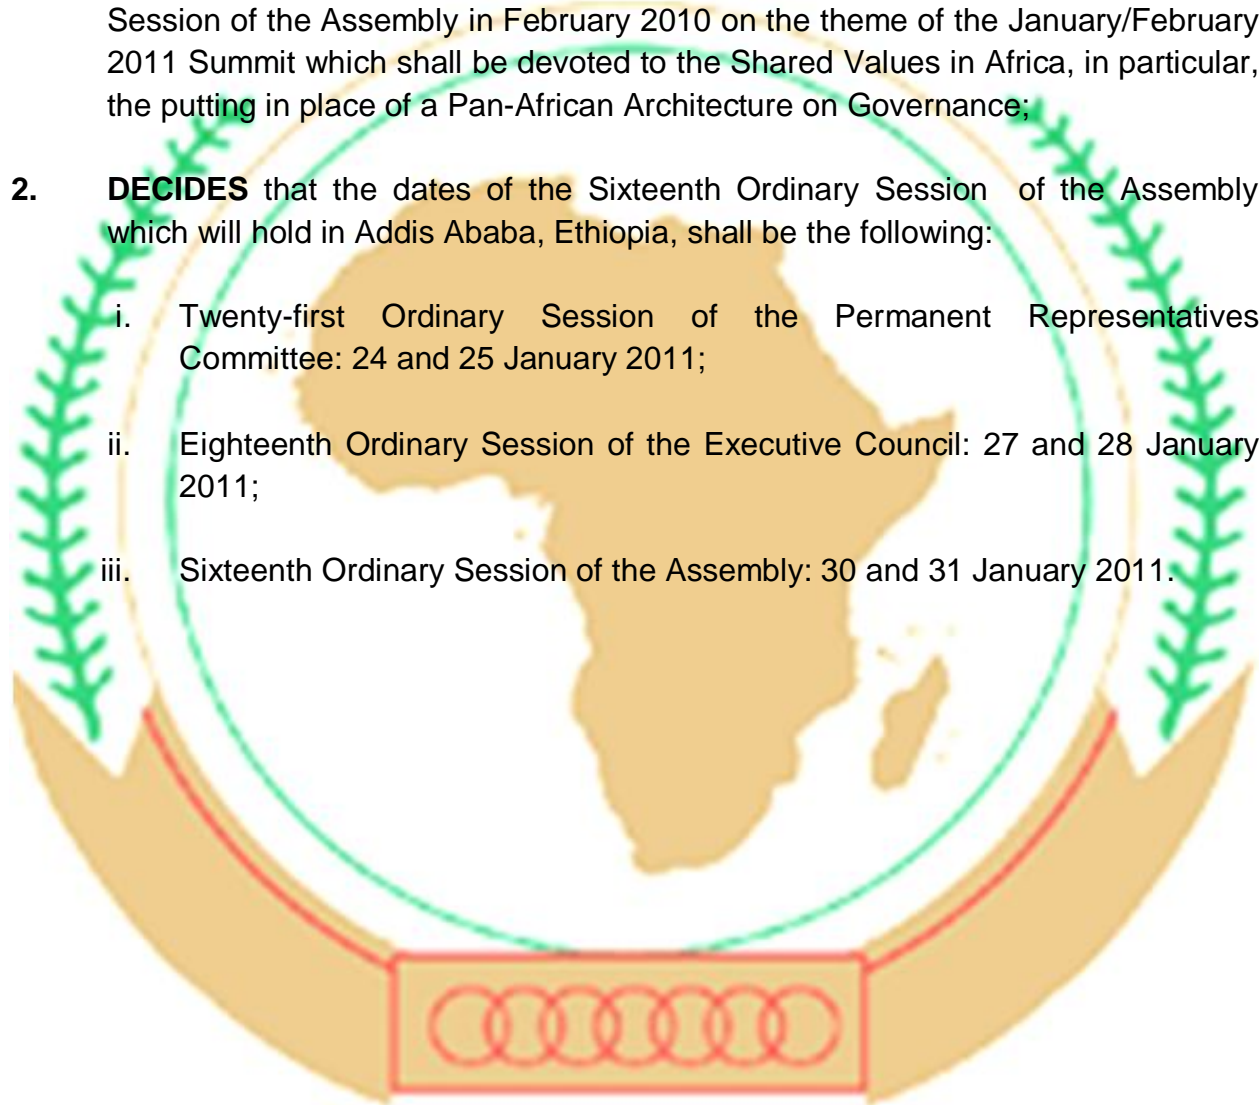 Session of the Assembly in February 2010 on the theme of the January/February
2011 Summit which shall be devoted to the Shared Values in Africa, in particular,
the putting in place of a Pan-African Architecture on Governance;
2. DECIDES that the dates of the Sixteenth Ordinary Session of the Assembly
which will hold in Addis Ababa, Ethiopia, shall be the following:
i. Twenty-first Ordinary Session of the Permanent Representatives
Committee: 24 and 25 January 2011;
ii. Eighteenth Ordinary Session of the Executive Council: 27 and 28 January
2011;
iii. Sixteenth Ordinary Session of the Assembly: 30 and 31 January 2011.